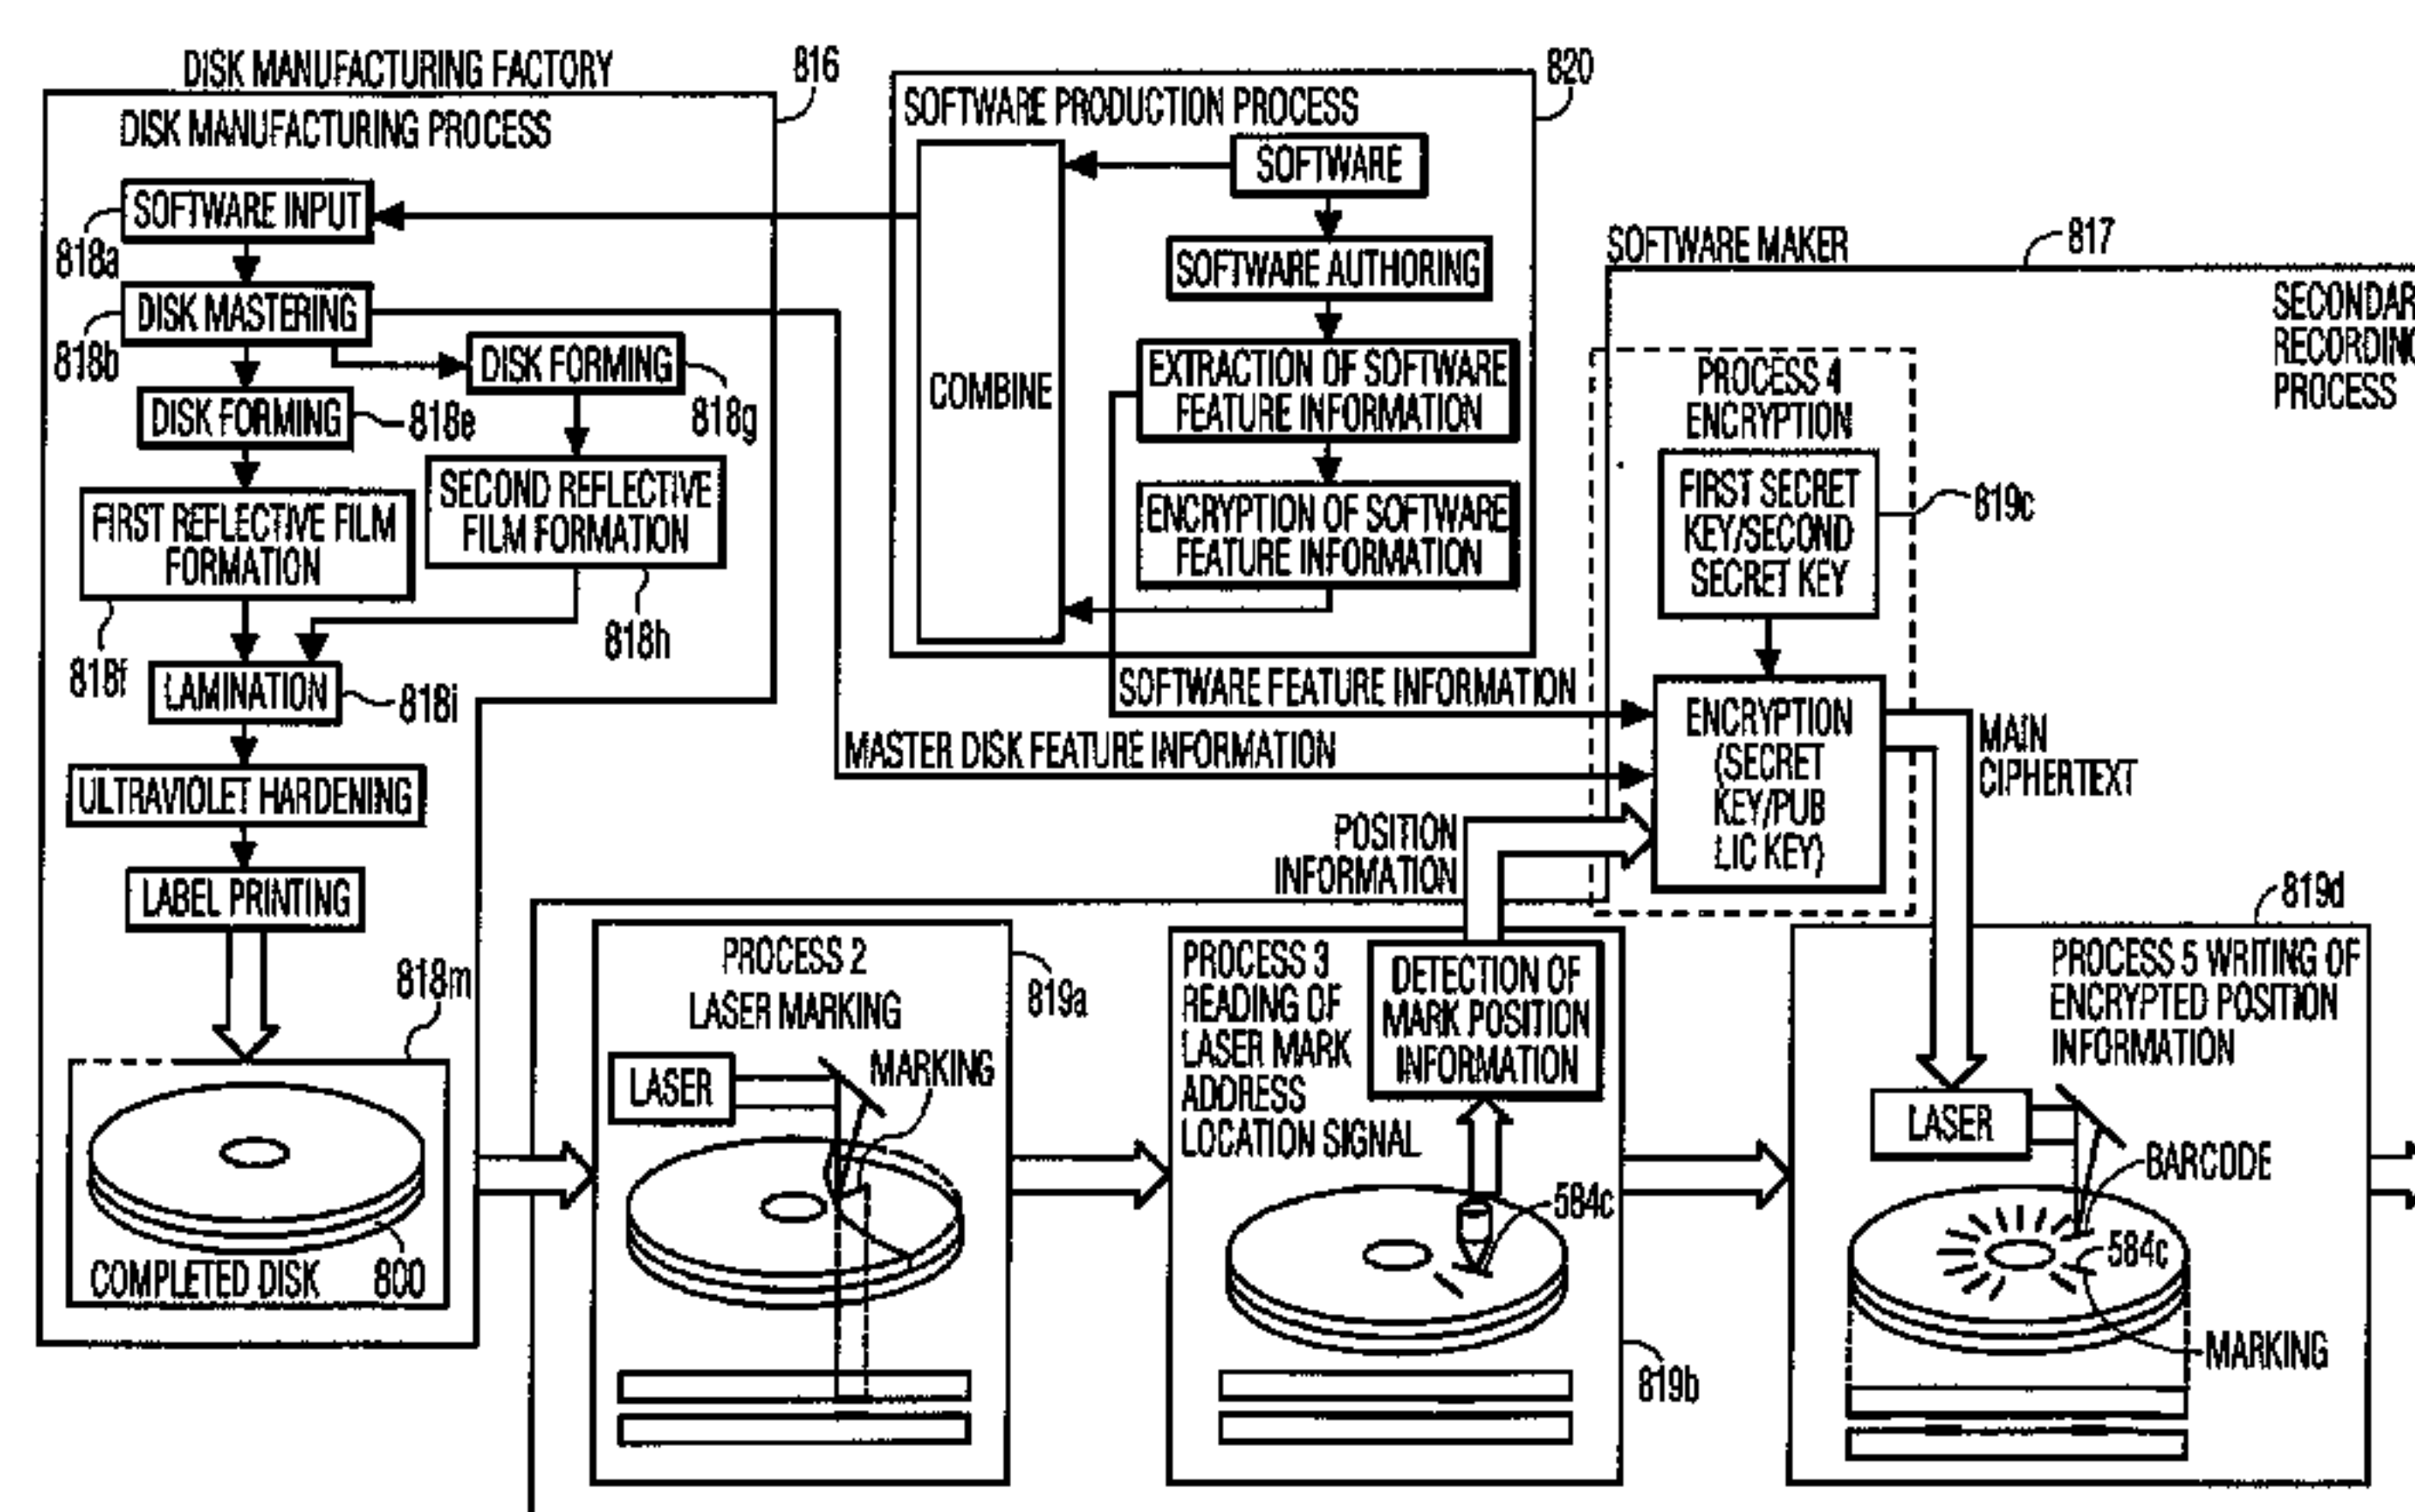 DISK MANUFACTURING FACTORY
816
DISK MANUFACTURING PROCESS
SOFTWARE INPUT
818a
DISK MASTERING
818b
DISK FORMING
818g
DISK FORMING
818e
FIRST REFLECTIVE FILM
FORMATION
818f
SECOND REFLECTIVE
FILM FORMATION
818h
LAMINATION
818i
ULTRAVIOLET HARDENING
LABEL PRINTING
818m
COMPLETED DISK
800
820
SOFTWARE PRODUCTION PROCESS
SOFTWARE
COMBINE
SOFTWARE AUTHORING
EXTRACTION OF SOFTWARE
FEATURE INFORMATION
ENCRYPTION OF SOFTWARE
FEATURE INFORMATION
SOFTWARE FEATURE INFORMATION
MASTER DISK FEATURE INFORMATION
POSITION
INFORMATION
SOFTWARE MAKER
817
SECONDAR
RECORDING
PROCESS
PROCESS 4
ENCRYPTION
FIRST SECRET
KEY/SECOND
SECRET KEY
819c
ENCRYPTION
(SECRET
KEY/PUB
LIC KEY)
MAIN
CIPHERTEXT
PROCESS 2
LASER MARKING
819a
LASER
MARKING
PROCESS 3
READING OF
LASER MARK
ADDRESS
LOCATION SIGNAL
DETECTION OF
MARK POSITION
INFORMATION
584c
819b
819d
PROCESS 5 WRITING OF
ENCRYPTED POSITION
INFORMATION
LASER
BARCODE
584c
MARKING